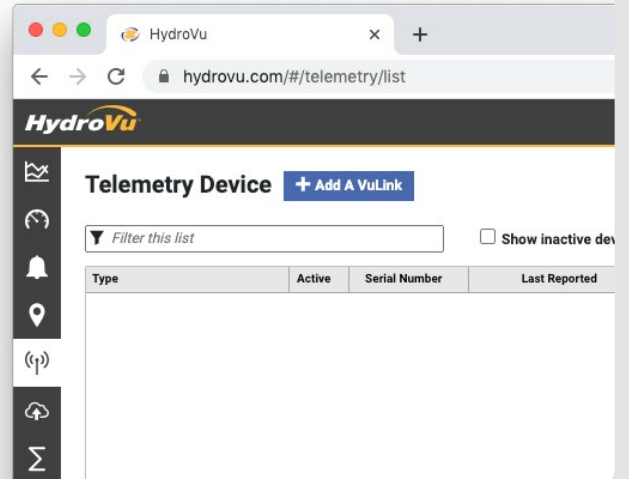 HydroVu
hydrovu.com/#/telemetry/list
HydroVu
Telemetry Device + Add A VuLink
Filter this list
Show inactive dev
Type Active Serial Number Last Reported
Σ